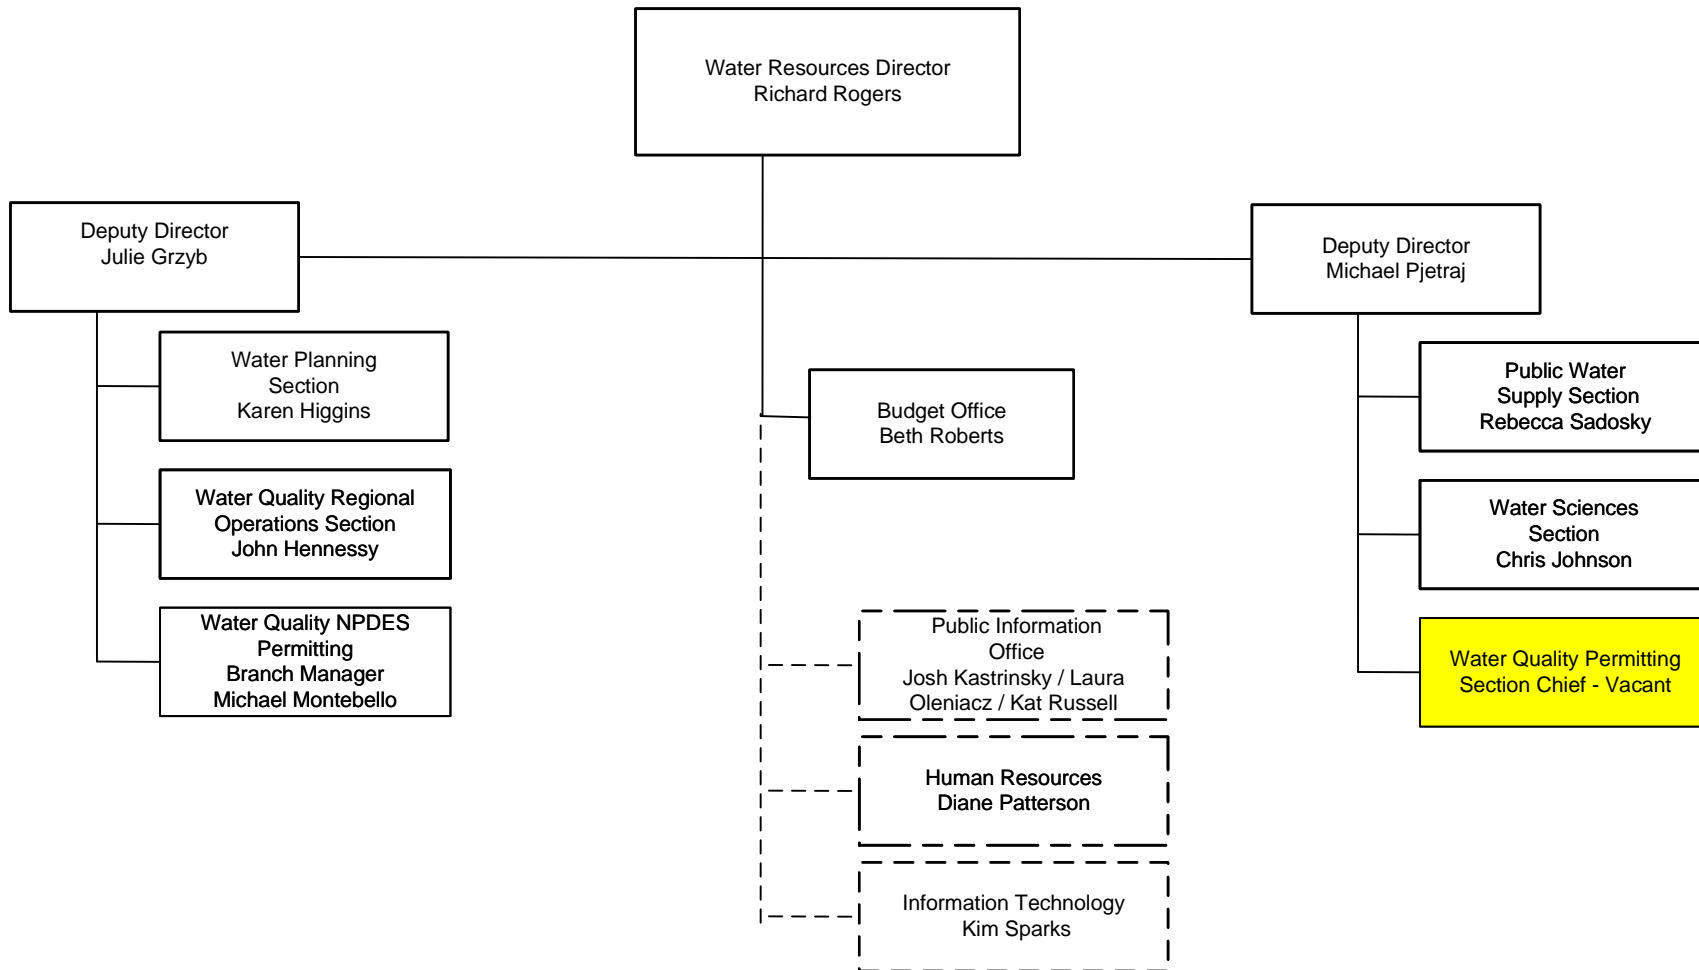 Water Resources Director
Richard Rogers
Deputy Director
Julie Grzyb
Deputy Director
Michael Pjetraj
Water Planning
Section
Karen Higgins
Water Quality Regional
Operations Section
John Hennessy
Water Quality NPDES
Permitting
Branch Manager
Michael Montebello
Budget Office
Beth Roberts
Public Information
Office
Josh Kastrinsky / Laura
Oleniacz / Kat Russell
Human Resources
Diane Patterson
Information Technology
Kim Sparks
Public Water
Supply Section
Rebecca Sadosky
Water Sciences
Section
Chris Johnson
Water Quality Permitting
Section Chief - Vacant